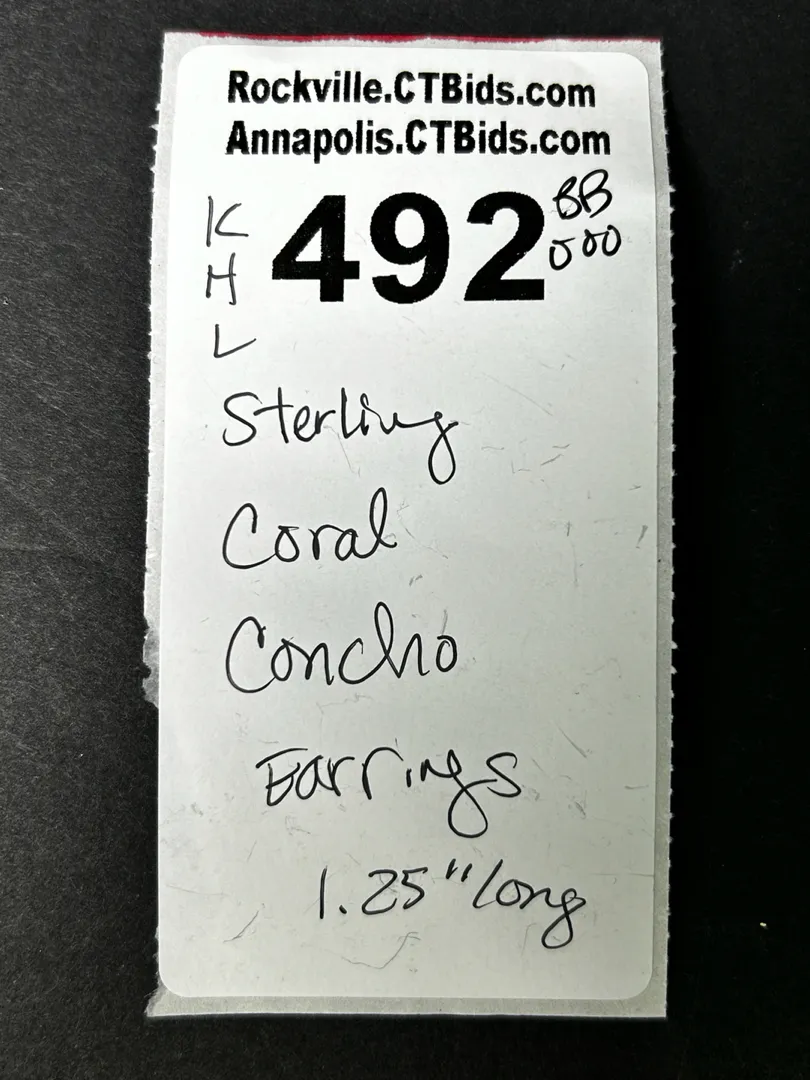 Rockville.CTBids.com
Annapolis.CTBids.com
K
H
L
492
BB
000
Sterling
Coral
Concho
Earrings
1.25" long